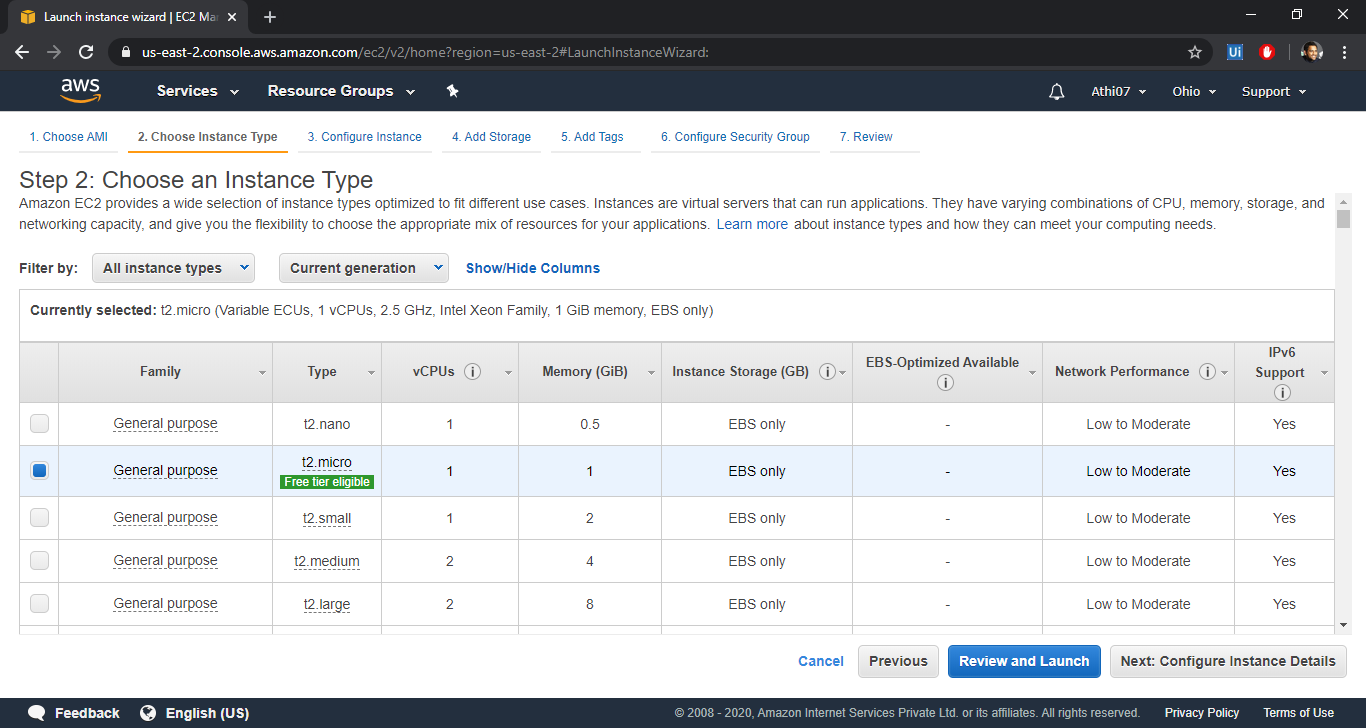 Launch instance wizard | EC2 Ma
us-east-2.console.aws.amazon.com/ec2/v2/home?region=us-east-2#LaunchInstanceWizard:
Ui
aws Services Resource Groups Athi07 Ohio Support
1. Choose AMI 2. Choose Instance Type 3. Configure Instance 4. Add Storage 5. Add Tags 6. Configure Security Group 7. Review
Step 2: Choose an Instance Type
Amazon EC2 provides a wide selection of instance types optimized to fit different use cases. Instances are virtual servers that can run applications. They have varying combinations of CPU, memory, storage, and
networking capacity, and give you the flexibility to choose the appropriate mix of resources for your applications. Learn more about instance types and how they can meet your computing needs.
Filter by: All instance types Current generation Show/Hide Columns
Currently selected: t2.micro (Variable ECUs, 1 vCPUs, 2.5 GHz, Intel Xeon Family, 1 GiB memory, EBS only)
Family Type vCPUs i Memory (GiB) Instance Storage (GB) i EBS-Optimized Available i Network Performance i IPv6 Support i
General purpose t2.nano 1 0.5 EBS only - Low to Moderate Yes
General purpose t2.micro Free tier eligible 1 1 EBS only - Low to Moderate Yes
General purpose t2.small 1 2 EBS only - Low to Moderate Yes
General purpose t2.medium 2 4 EBS only - Low to Moderate Yes
General purpose t2.large 2 8 EBS only - Low to Moderate Yes
Cancel Previous Review and Launch Next: Configure Instance Details
Feedback English (US) © 2008 - 2020, Amazon Internet Services Private Ltd. or its affiliates. All rights reserved. Privacy Policy Terms of Use